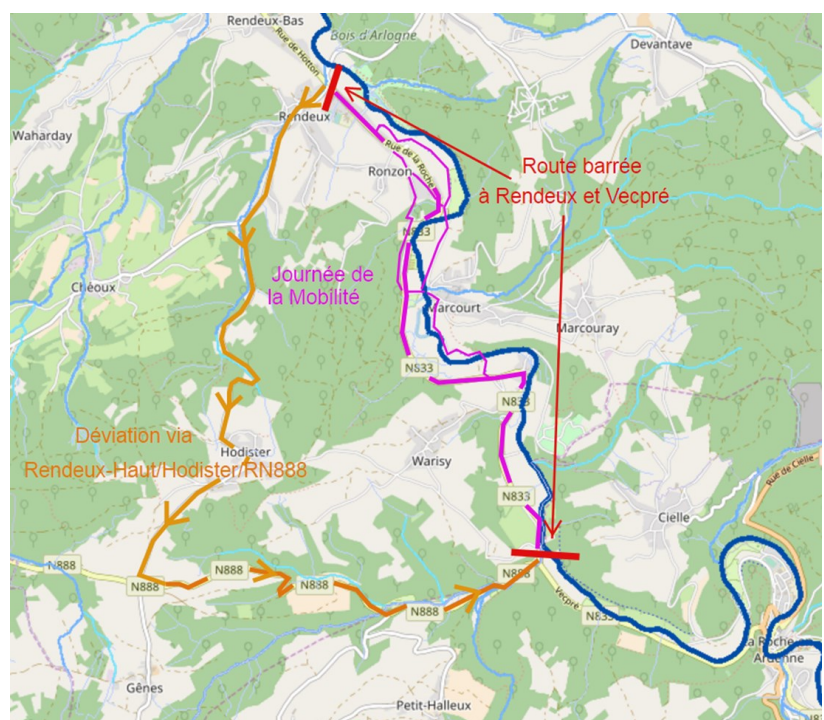 Rendeux-Bas
Bois d'Arlogne
Rue de Hotton
Devantave
Rendeux
Waharday
Rue de la Roche
Ronzon
Route barrée
à Rendeux et Vecpré
N833
Journée de
la Mobilité
Chéoux
Marcourt
Marcouray
N833
N833
Déviation via
Rendeux-Haut/Hodister/RN888
Hodister
Warisy
Rue de Cielle
N833
Cielle
N888
N888
N888
N888
N888
N888
Vecpré
N833
La Roche-en-
Ardenne
Gênes
Petit-Halleux